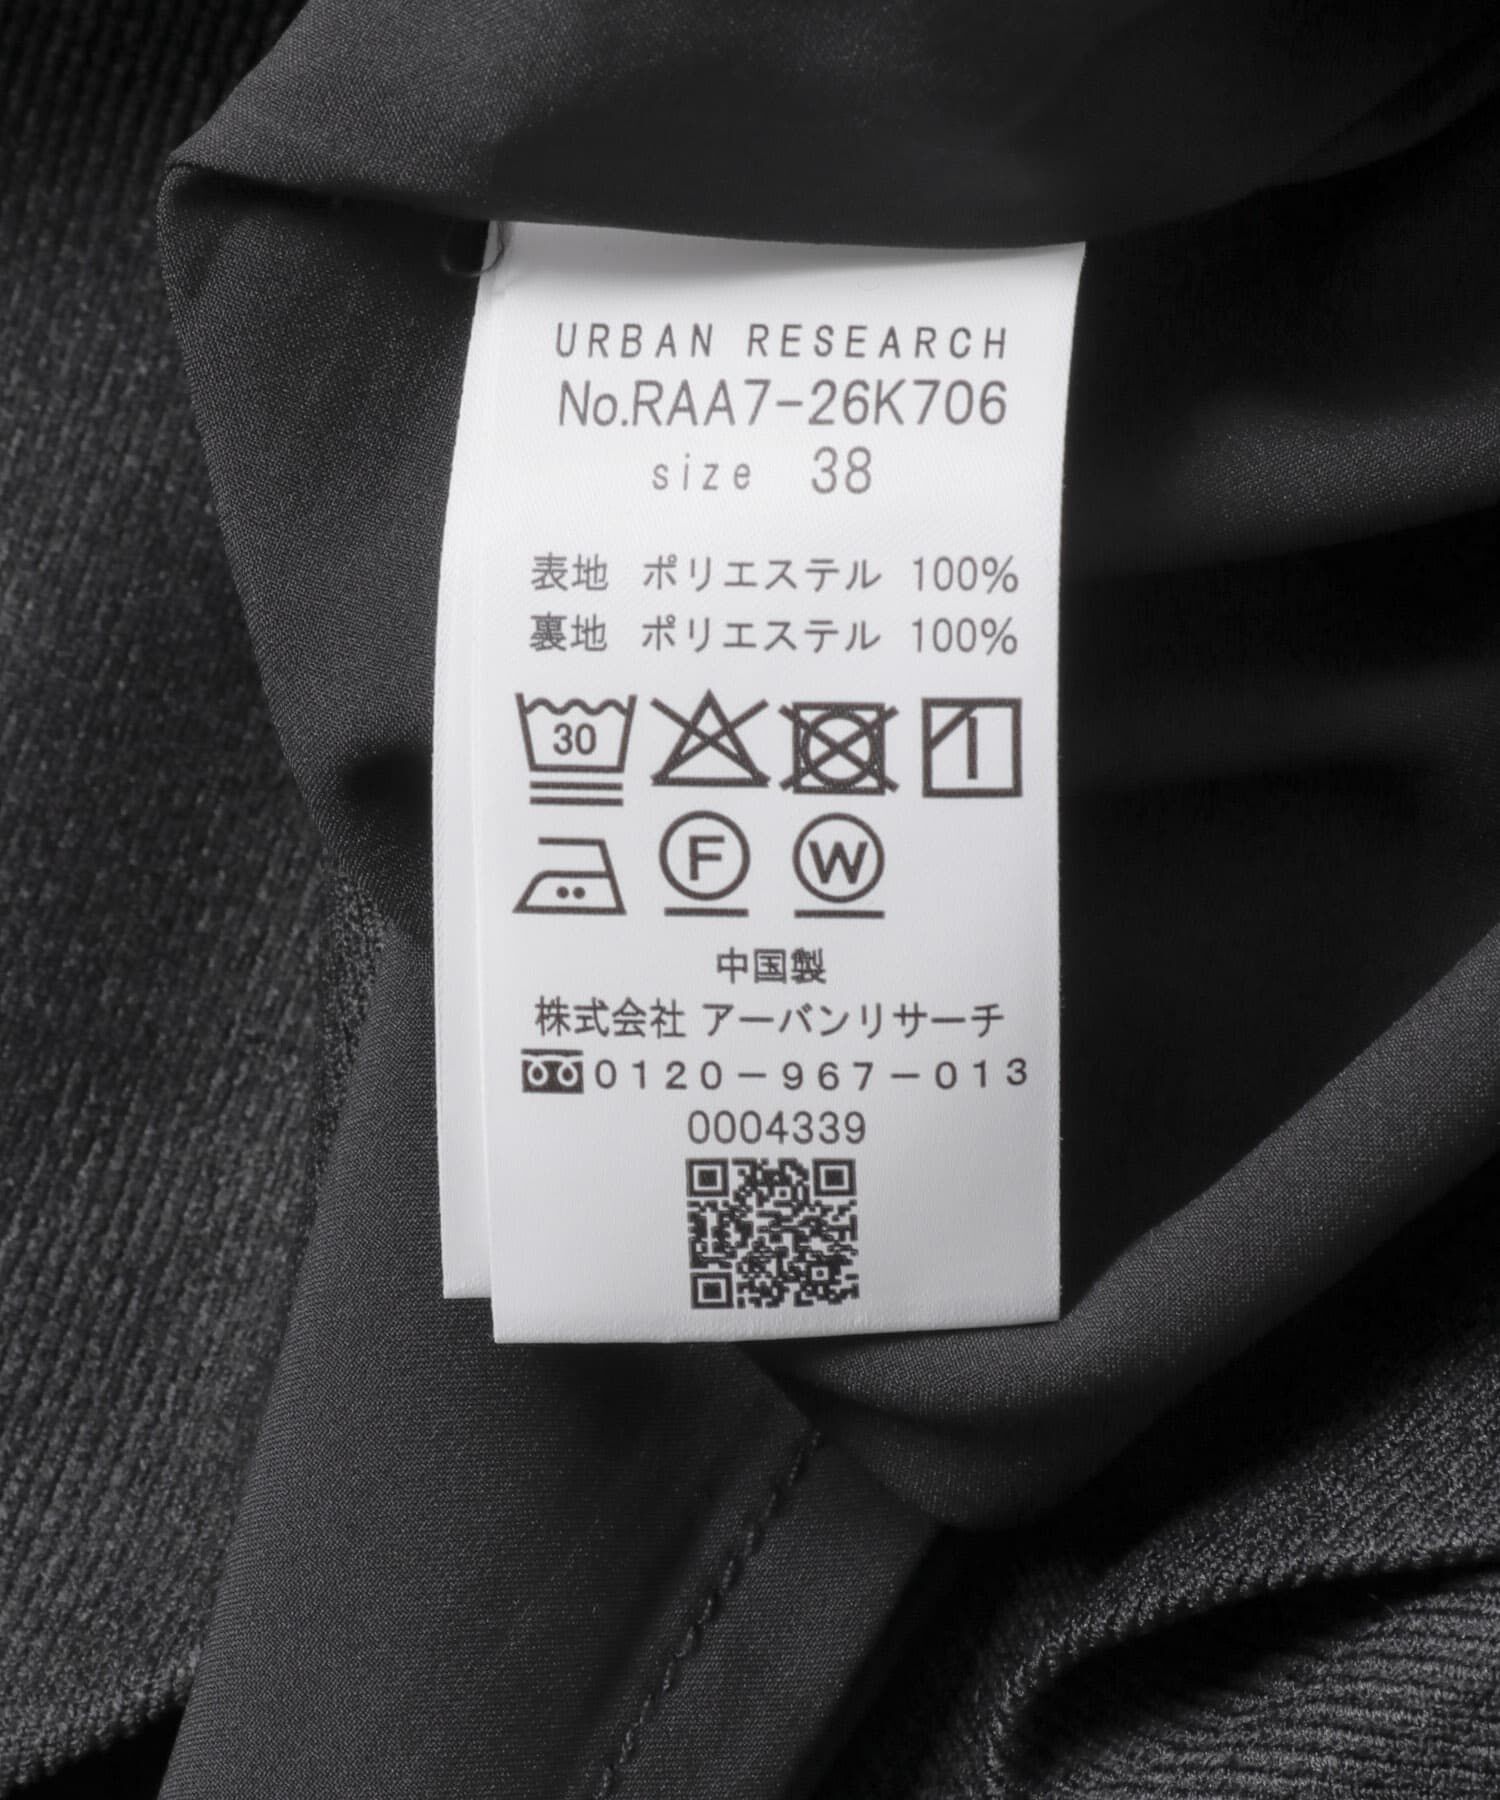 URBAN RESEARCH
No.RAA7-26K706
size 38
表地 ポリエステル 100%
裏地 ポリエステル 100%
30
F W
中国製
株式会社 アーバンリサーチ
0120-967-013
0004339